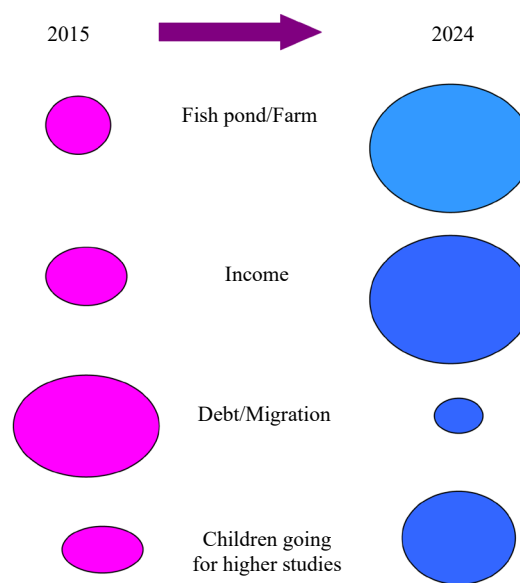 2015
2024
Fish pond/Farm
Income
Debt/Migration
Children going
for higher studies